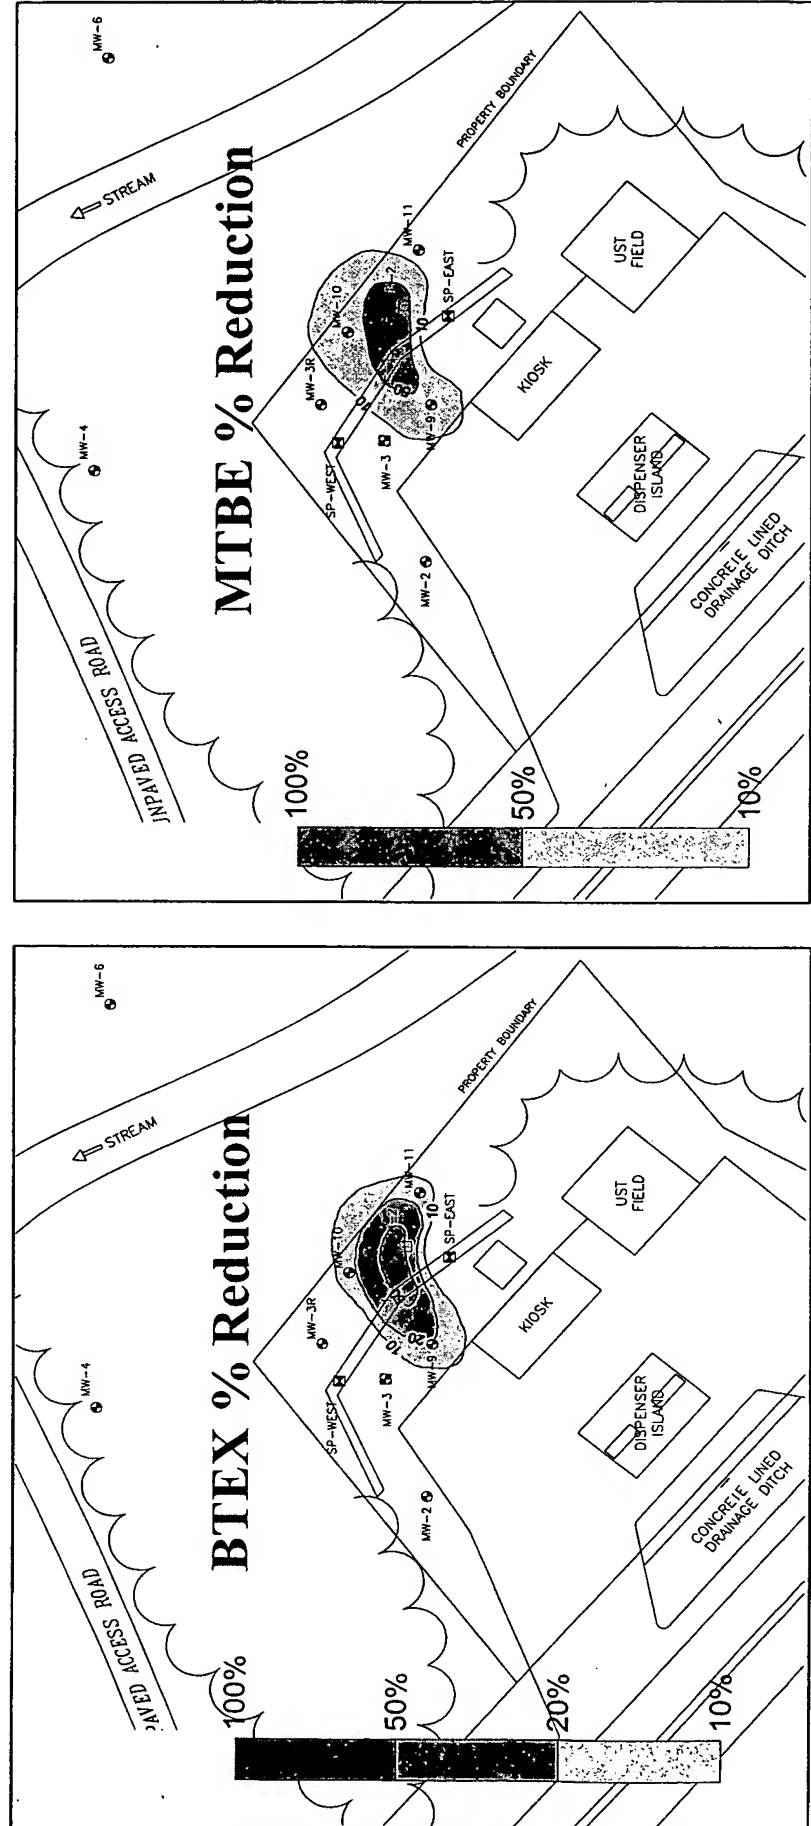 MTBE % Reduction
MW-6
STREAM
PROPERTY BOUNDARY
MW-11
MW-10
SP-EAST
MW-3R
MW-4
MW-9
10
10
SP-WEST
MW-3
MW-2
UST
FIELD
KIOSK
DISPENSER
ISLAND
CONCREIE LINED
DRAINAGE DITCH
UNPAVED ACCESS ROAD
100%
50%
10%
BTEX % Reduction
MW-6
STREAM
PROPERTY BOUNDARY
MW-11
MW-10
10
SP-EAST
MW-3R
MW-4
MW-9
10
20
SP-WEST
MW-3
MW-2
UST
FIELD
KIOSK
DISPENSER
ISLAND
CONCREIE LINED
DRAINAGE DITCH
PAVED ACCESS ROAD
100%
50%
20%
10%